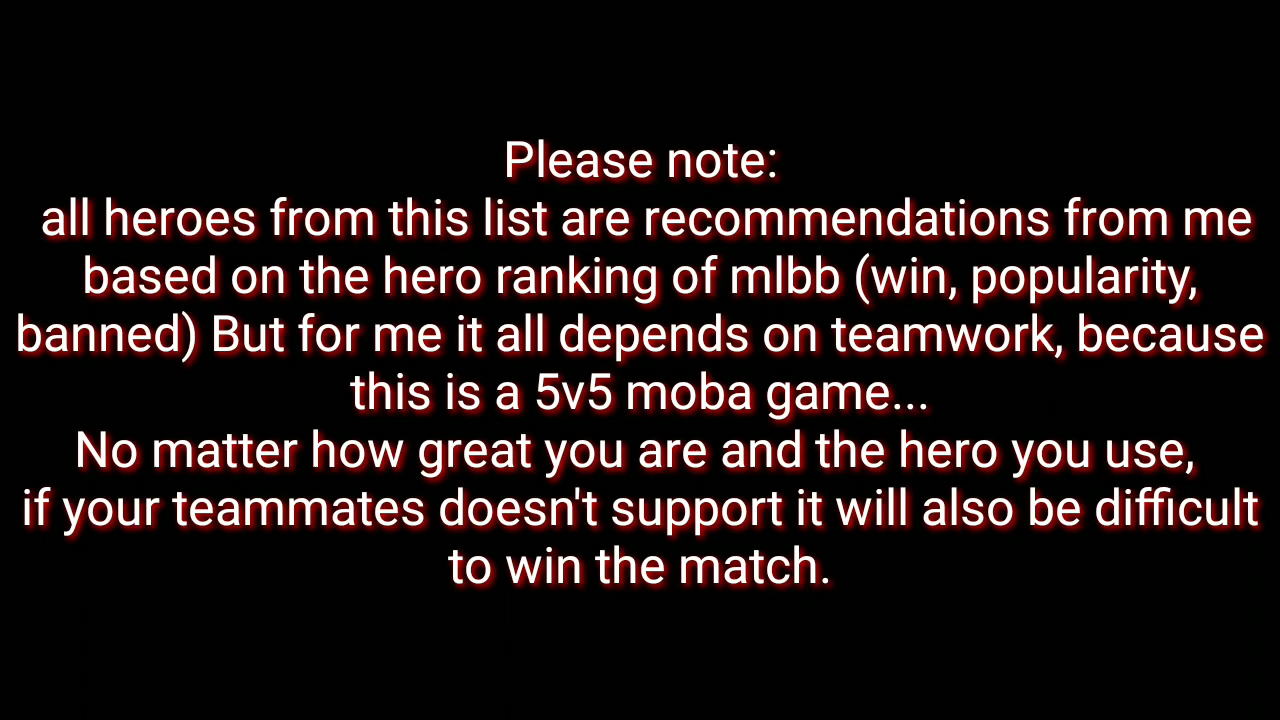 Please note:
all heroes from this list are recommendations from me
based on the hero ranking of mlbb (win, popularity,
banned) But for me it all depends on teamwork, because
this is a 5v5 moba game...
No matter how great you are and the hero you use,
if your teammates doesn't support it will also be difficult
to win the match.